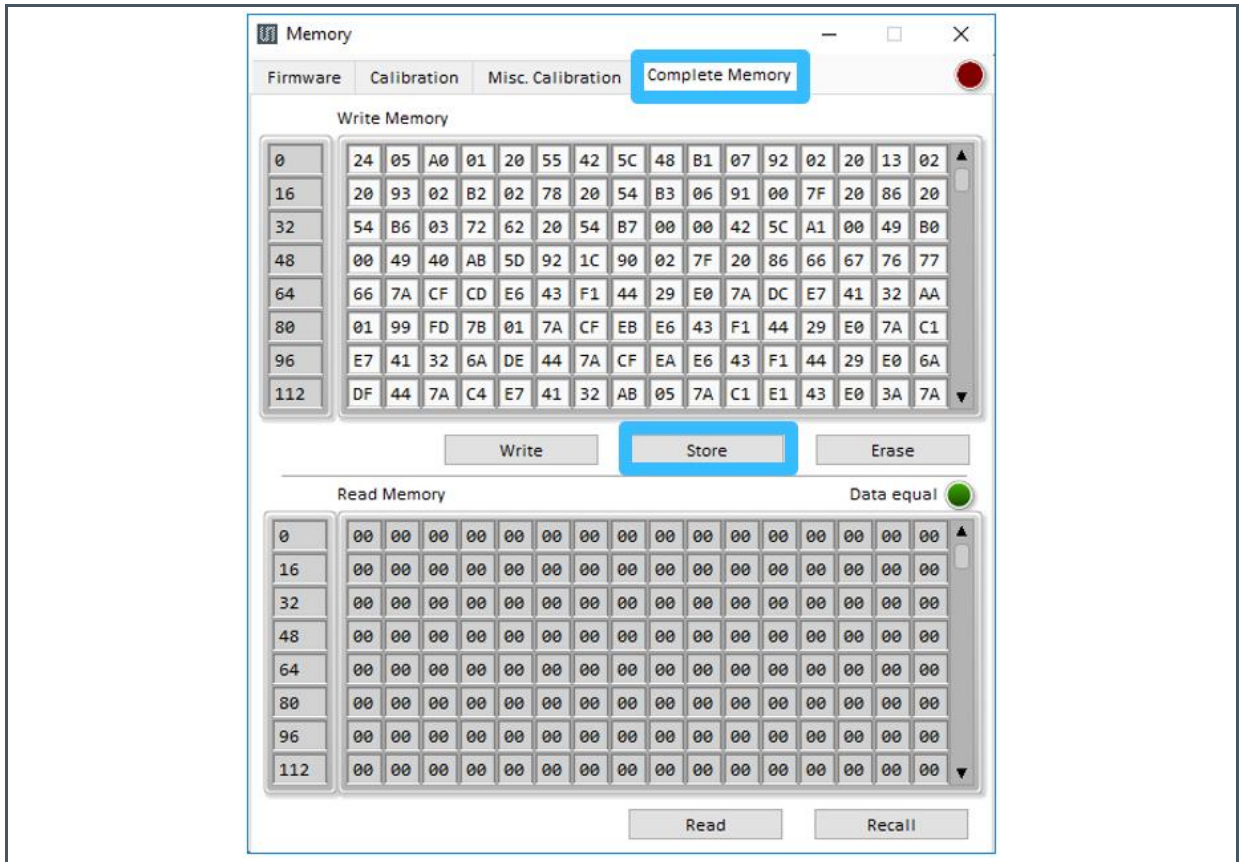 Memory
Firmware Calibration Misc. Calibration Complete Memory
Write Memory
0 24 05 A0 01 20 55 42 5C 48 B1 07 92 02 20 13 02
16 20 93 02 B2 02 78 20 54 B3 06 91 00 7F 20 86 20
32 54 B6 03 72 62 20 54 B7 00 00 42 5C A1 00 49 B0
48 00 49 40 AB 5D 92 1C 90 02 7F 20 86 66 67 76 77
64 66 7A CF CD E6 43 F1 44 29 E0 7A DC E7 41 32 AA
80 01 99 FD 7B 01 7A CF EB E6 43 F1 44 29 E0 7A C1
96 E7 41 32 6A DE 44 7A CF EA E6 43 F1 44 29 E0 6A
112 DF 44 7A C4 E7 41 32 AB 05 7A C1 E1 43 E0 3A 7A
Write Store Erase
Read Memory Data equal
0 00 00 00 00 00 00 00 00 00 00 00 00 00 00 00 00
16 00 00 00 00 00 00 00 00 00 00 00 00 00 00 00 00
32 00 00 00 00 00 00 00 00 00 00 00 00 00 00 00 00
48 00 00 00 00 00 00 00 00 00 00 00 00 00 00 00 00
64 00 00 00 00 00 00 00 00 00 00 00 00 00 00 00 00
80 00 00 00 00 00 00 00 00 00 00 00 00 00 00 00 00
96 00 00 00 00 00 00 00 00 00 00 00 00 00 00 00 00
112 00 00 00 00 00 00 00 00 00 00 00 00 00 00 00 00
Read Recall